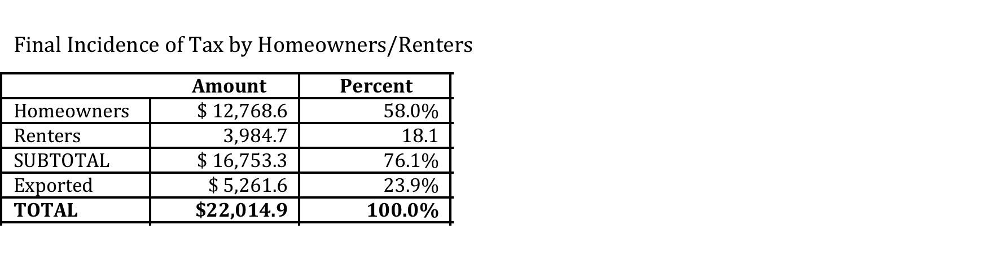 Final Incidence of Tax by Homeowners/Renters
Amount Percent
Homeowners $ 12,768.6 58.0%
Renters 3,984.7 18.1
SUBTOTAL $ 16,753.3 76.1%
Exported $ 5,261.6 23.9%
TOTAL $22,014.9 100.0%